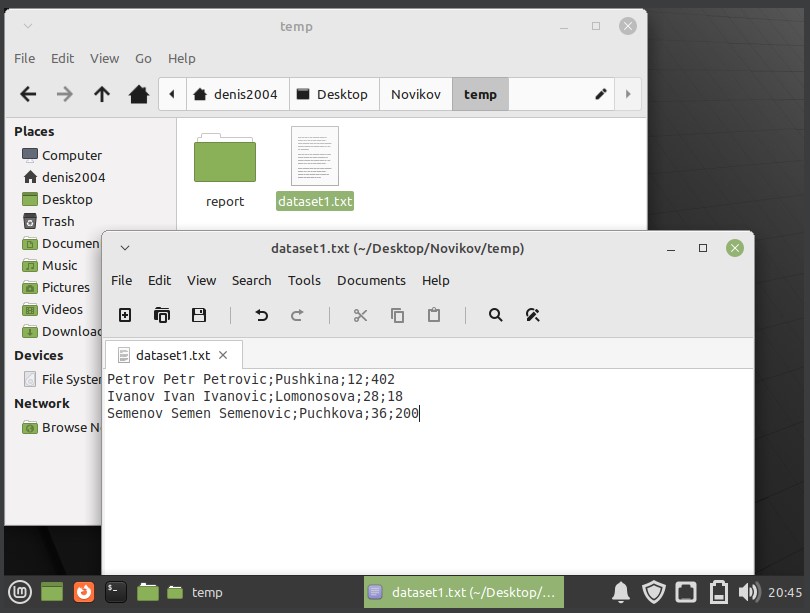 temp
File Edit View Go Help
denis2004 Desktop Novikov temp
Places
Computer
denis2004
Desktop
Trash
Documen
Music
Pictures
Videos
Downloac
Devices
File Syster
Network
Browse N
report
dataset1.txt
dataset1.txt (~/Desktop/Novikov/temp)
File Edit View Search Tools Documents Help
dataset1.txt
Petrov Petr Petrovic;Pushkina;12;402
Ivanov Ivan Ivanovic;Lomonosova;28;18
Semenov Semen Semenovic;Puchkova;36;200
temp
dataset1.txt (~/Desktop/...
20:45